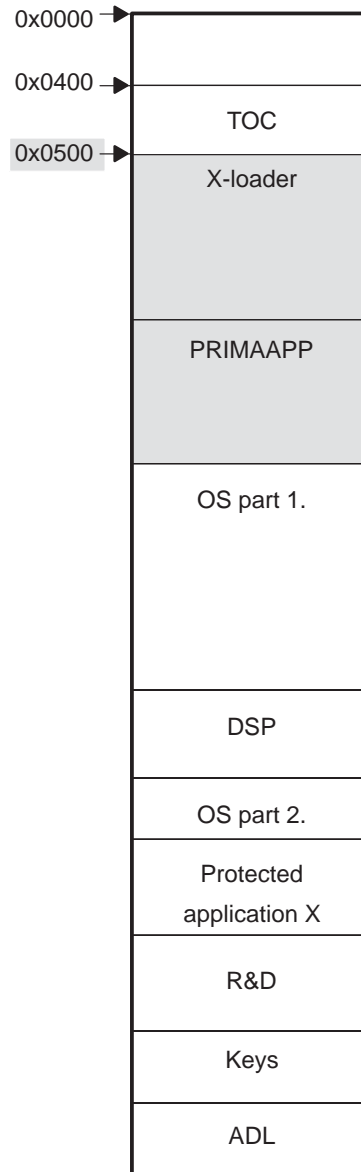 0x0000
0x0400
TOC
0x0500
X-loader
PRIMAAPP
OS part 1.
DSP
OS part 2.
Protected
application X
R&D
Keys
ADL